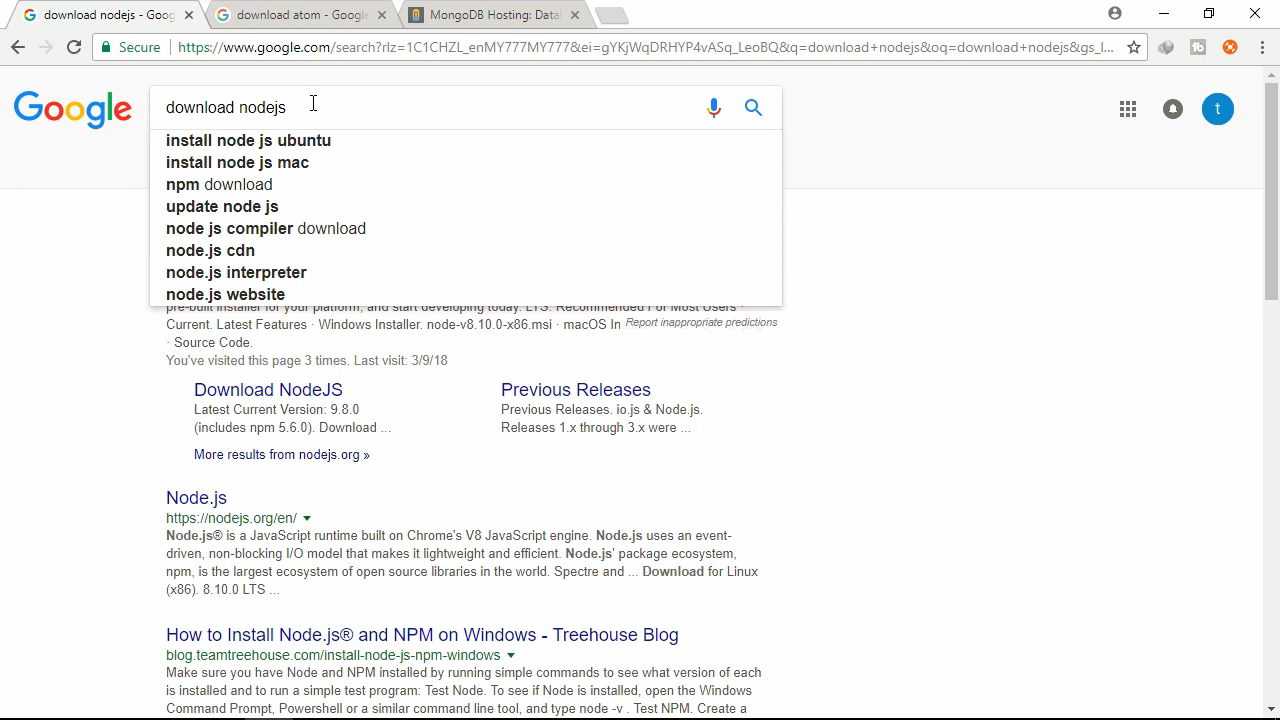 download nodejs - Goog
download atom - Google
MongoDB Hosting: Data
Secure
https://www.google.com/search?rlz=1C1CHZL_enMY777MY777&ei=gYKjWqDRHYP4vASq_LeoBQ&q=download+nodejs&oq=download+nodejs&gs_l...
Google
download nodejs
t
install node js ubuntu
install node js mac
npm download
update node js
node js compiler download
node.js cdn
node.js interpreter
node.js website
pre-built installer for your platform, and start developing today. LTS. Recommended For Most Users ·
Current. Latest Features · Windows Installer. node-v8.10.0-x86.msi · macOS In
Report inappropriate predictions
· Source Code.
You've visited this page 3 times. Last visit: 3/9/18
Download NodeJS
Latest Current Version: 9.8.0
(includes npm 5.6.0). Download ...
Previous Releases
Previous Releases. io.js & Node.js.
Releases 1.x through 3.x were ...
More results from nodejs.org »
Node.js
https://nodejs.org/en/
Node.js® is a JavaScript runtime built on Chrome's V8 JavaScript engine. Node.js uses an event-
driven, non-blocking I/O model that makes it lightweight and efficient. Node.js' package ecosystem,
npm, is the largest ecosystem of open source libraries in the world. Spectre and ... Download for Linux
(x86). 8.10.0 LTS ...
How to Install Node.js® and NPM on Windows - Treehouse Blog
blog.teamtreehouse.com/install-node-js-npm-windows
Make sure you have Node and NPM installed by running simple commands to see what version of each
is installed and to run a simple test program: Test Node. To see if Node is installed, open the Windows
Command Prompt, Powershell or a similar command line tool, and type node -v . Test NPM. Create a